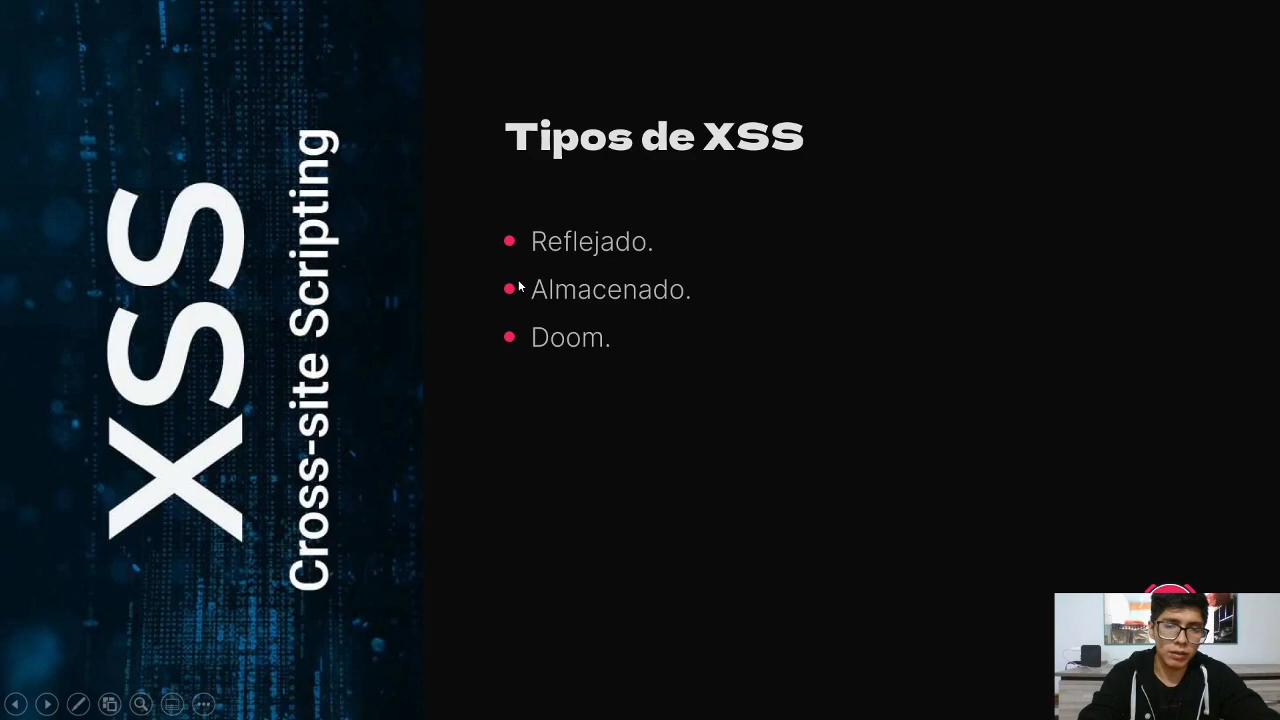 XSS
Cross-site Scripting
Tipos de XSS
Reflejado.
Almacenado.
Doom.